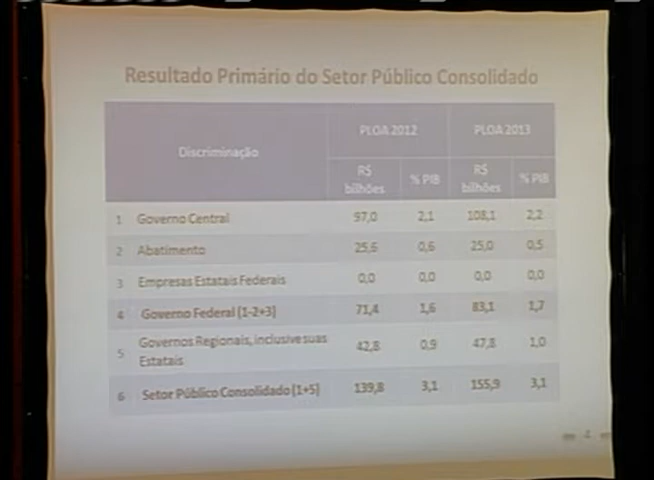 Resultado Primário do Setor Público Consolidado
Discriminação PLOA 2012 PLOA 2013
R$ bilhões % PIB R$ bilhões % PIB
1 Governo Central 97,0 2,1 108,1 2,2
2 Abatimento 25,6 0,6 25,0 0,5
3 Empresas Estatais Federais 0,0 0,0 0,0 0,0
4 Governo Federal (1-2+3) 71,4 1,6 83,1 1,7
5 Governos Regionais, inclusive suas Estatais 42,8 0,9 47,8 1,0
6 Setor Público Consolidado (1+5) 139,8 3,1 155,9 3,1
4